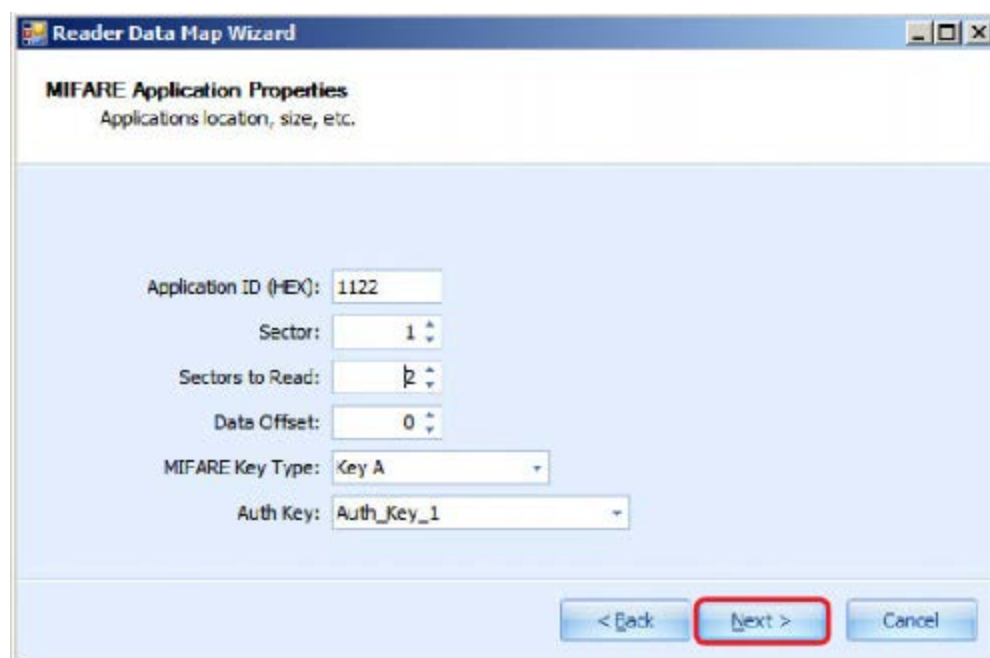 Reader Data Map Wizard
MIFARE Application Properties
Applications location, size, etc.
Application ID (HEX): 1122
Sector: 1
Sectors to Read: 2
Data Offset: 0
MIFARE Key Type: Key A
Auth Key: Auth_Key_1
< Back Next > Cancel